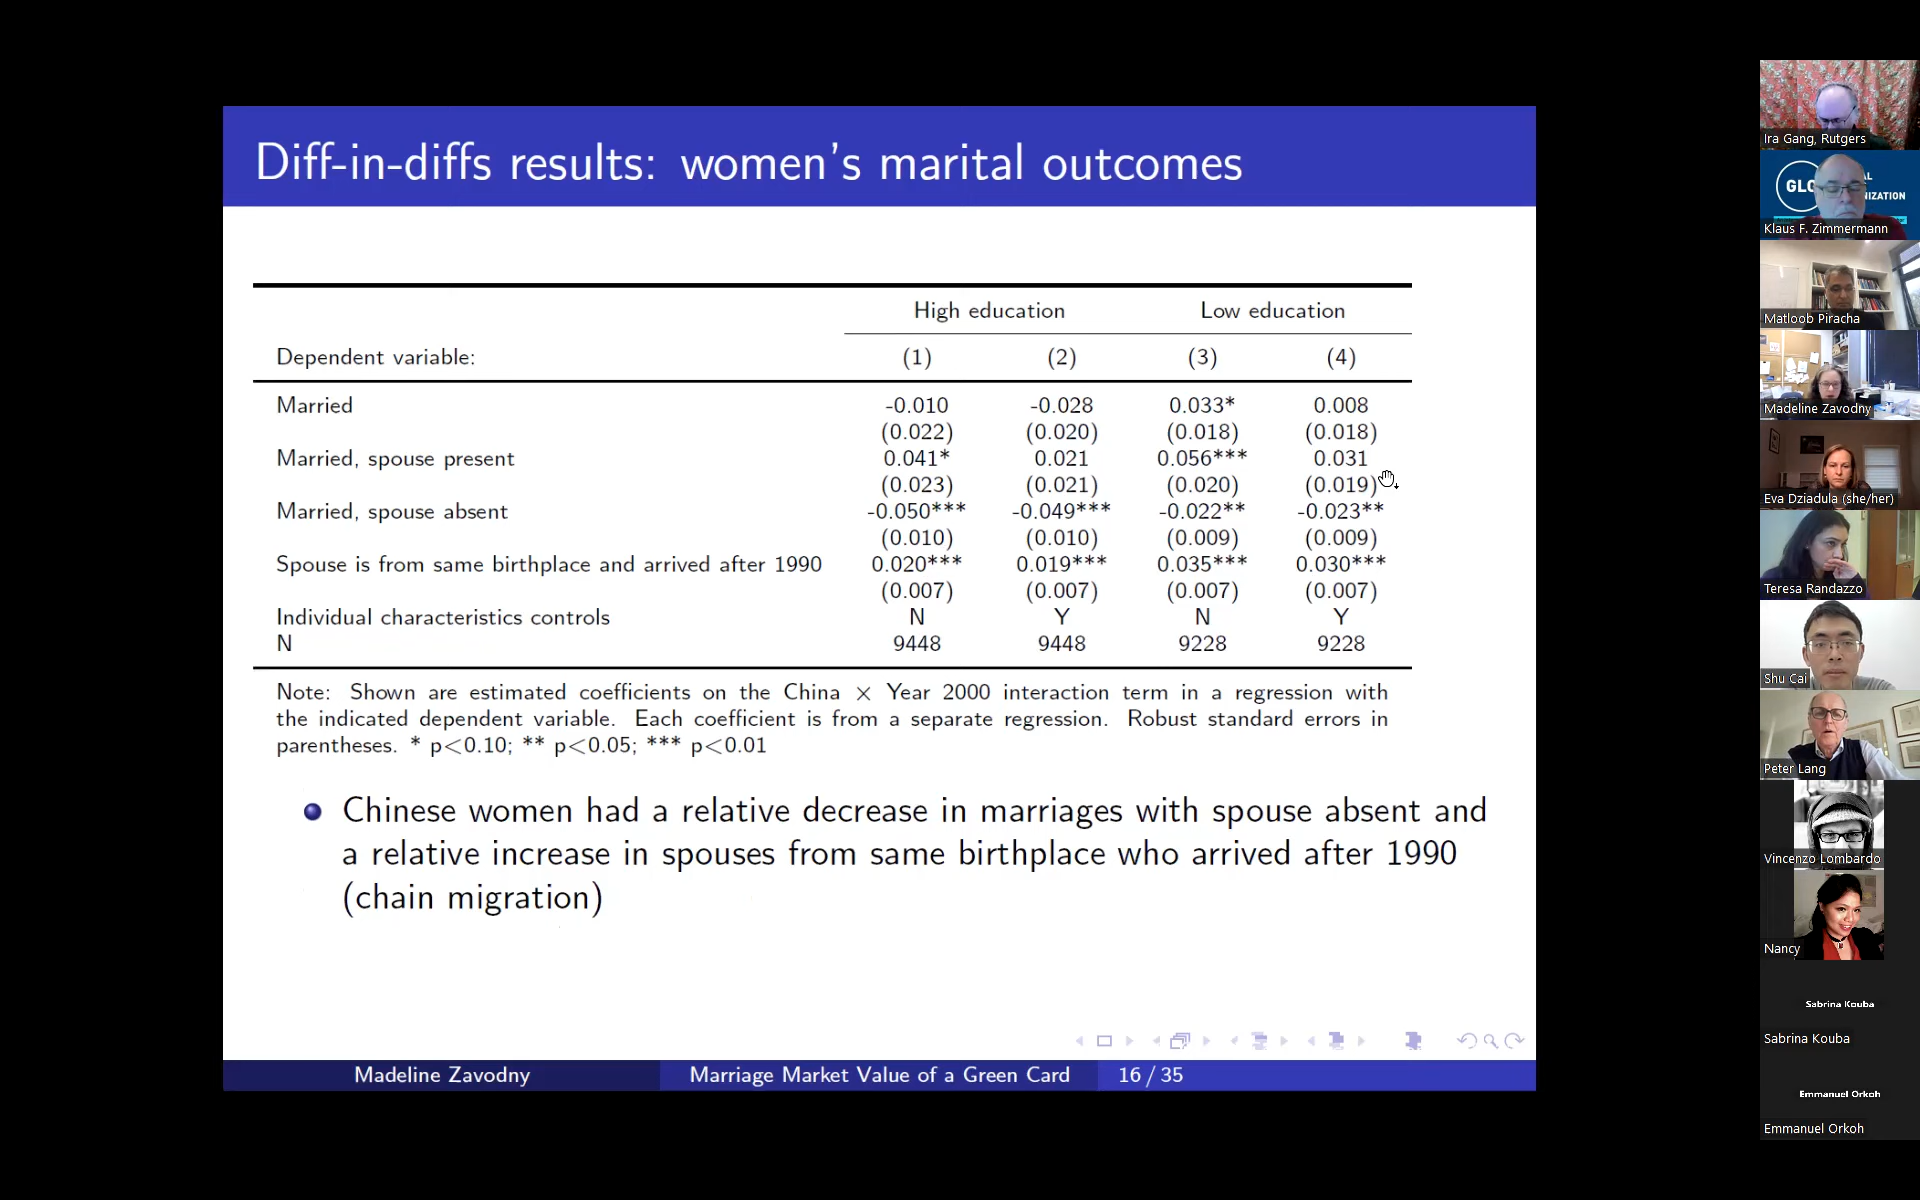 Diff-in-diffs results: women's marital outcomes
High education Low education
Dependent variable: (1) (2) (3) (4)
Married -0.010 -0.028 0.033* 0.008
(0.022) (0.020) (0.018) (0.018)
Married, spouse present 0.041* 0.021 0.056*** 0.031
(0.023) (0.021) (0.020) (0.019)
Married, spouse absent -0.050*** -0.049*** -0.022** -0.023**
(0.010) (0.010) (0.009) (0.009)
Spouse is from same birthplace and arrived after 1990 0.020*** 0.019*** 0.035*** 0.030***
(0.007) (0.007) (0.007) (0.007)
Individual characteristics controls N Y N Y
N 9448 9448 9228 9228
Note: Shown are estimated coefficients on the China × Year 2000 interaction term in a regression with
the indicated dependent variable. Each coefficient is from a separate regression. Robust standard errors in
parentheses. * p<0.10; ** p<0.05; *** p<0.01
Chinese women had a relative decrease in marriages with spouse absent and
a relative increase in spouses from same birthplace who arrived after 1990
(chain migration)
Madeline Zavodny Marriage Market Value of a Green Card 16 / 35
Ira Gang, Rutgers
GLO
Klaus F. Zimmermann
Matloob Piracha
Madeline Zavodny
Eva Dziadula (she/her)
Teresa Randazzo
Shu Cai
Peter Lang
Vincenzo Lombardo
Nancy
Sabrina Kouba
Sabrina Kouba
Emmanuel Orkoh
Emmanuel Orkoh